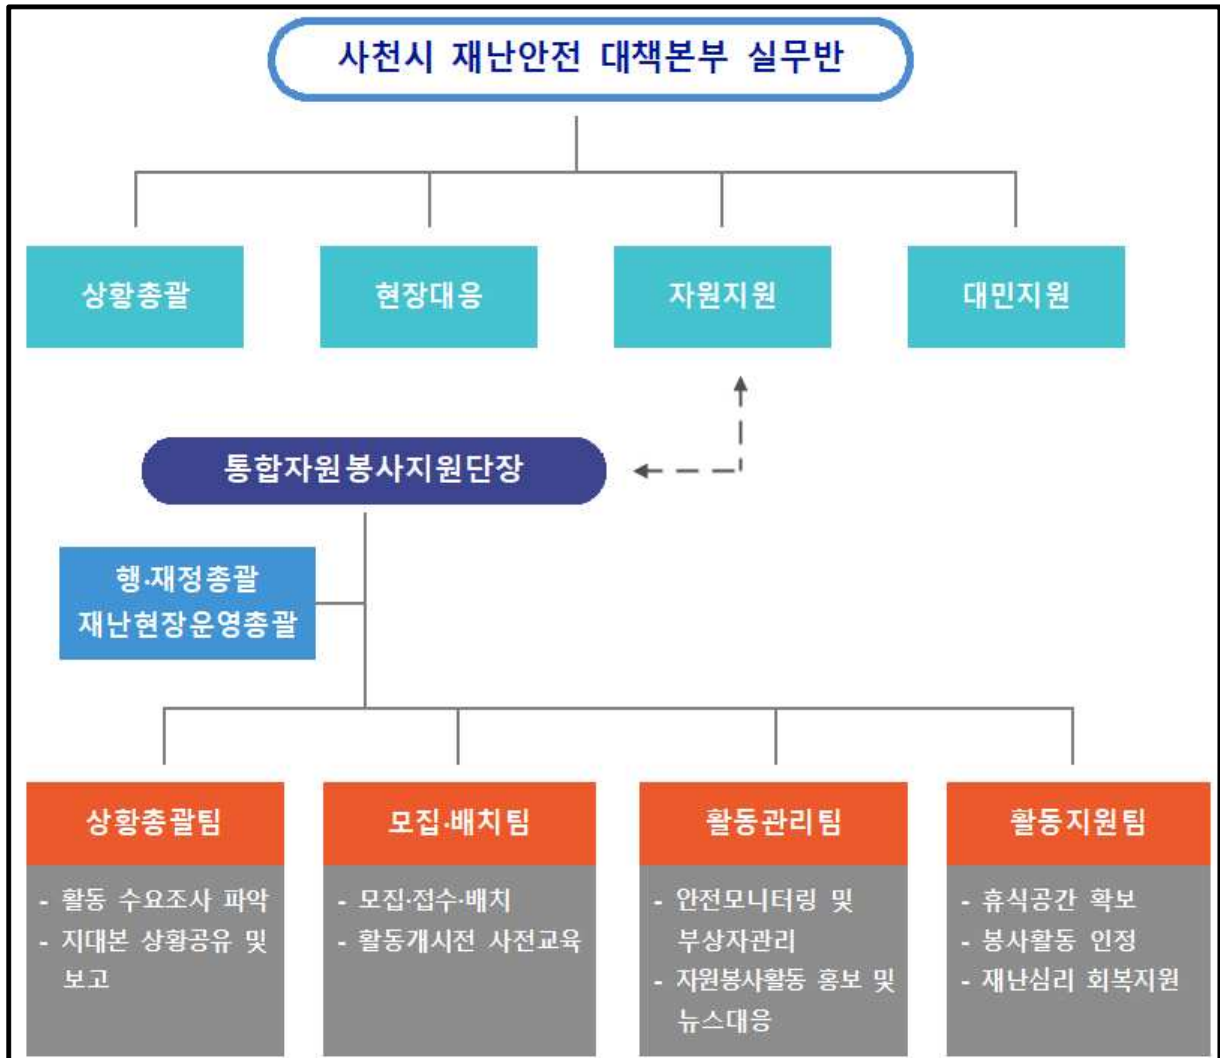 사천시 재난안전 대책본부 실무반
상황총괄
현장대응
자원지원
대민지원
통합자원봉사지원단장
행·재정총괄
재난현장운영총괄
상황총괄팀
- 활동 수요조사 파악
- 지대본 상황공유 및
보고
모집·배치팀
- 모집·접수·배치
- 활동개시전 사전교육
활동관리팀
- 안전모니터링 및
부상자관리
- 자원봉사활동 홍보 및
뉴스대응
활동지원팀
- 휴식공간 확보
- 봉사활동 인정
- 재난심리 회복지원